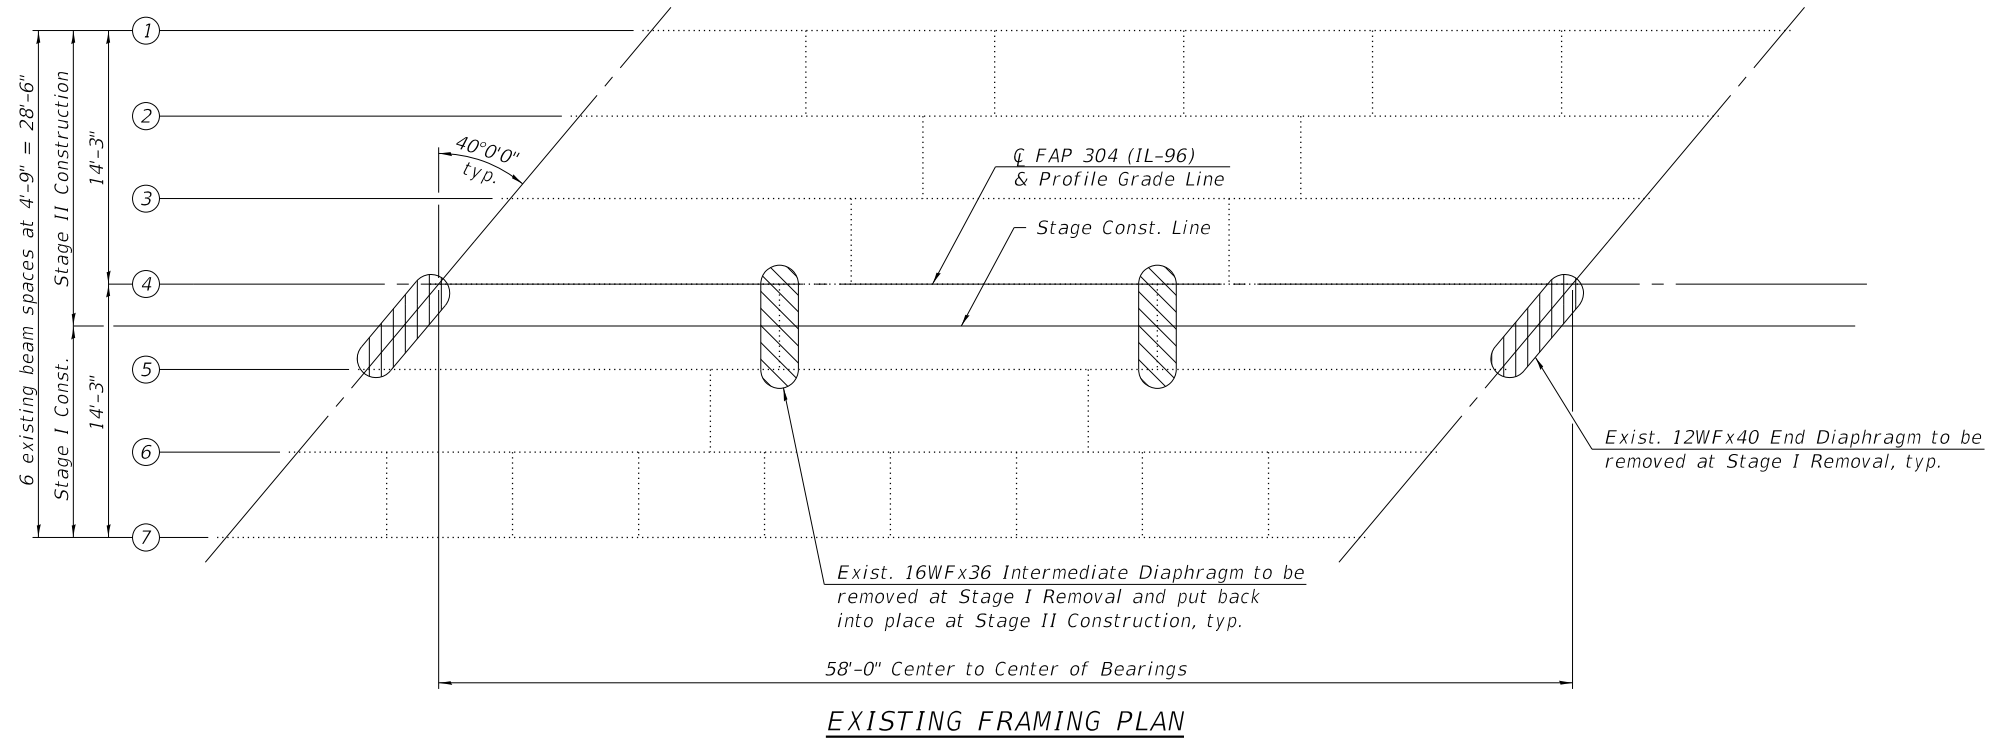 1
2
3
4
5
6
7
6 existing beam spaces at 4'-9" = 28'-6"
Stage II Construction
Stage I Const.
14'-3"
14'-3"
40°0'0"
typ.
℄ FAP 304 (IL-96)
& Profile Grade Line
Stage Const. Line
Exist. 12WFx40 End Diaphragm to be
removed at Stage I Removal, typ.
Exist. 16WFx36 Intermediate Diaphragm to be
removed at Stage I Removal and put back
into place at Stage II Construction, typ.
58'-0" Center to Center of Bearings
EXISTING FRAMING PLAN